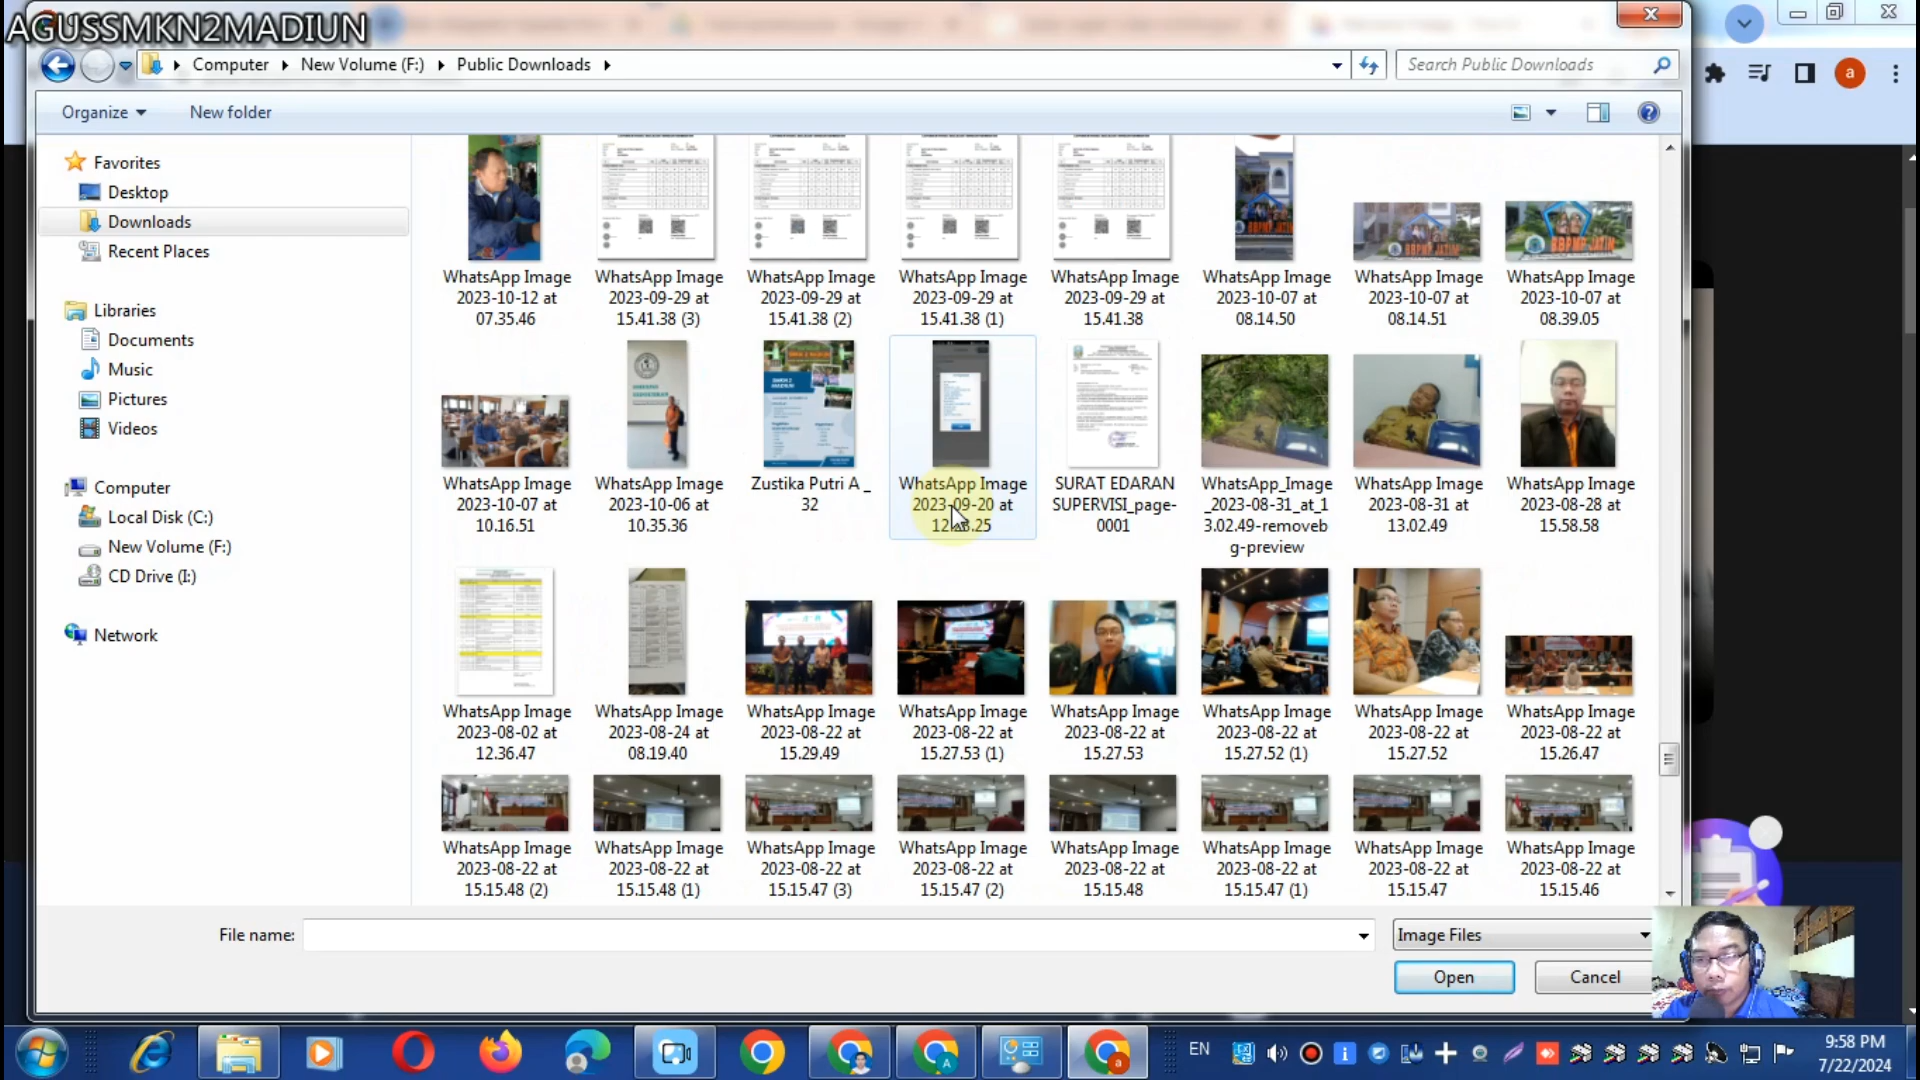 AGUSSMKN2MADIUN
Computer
New Volume (F:)
Public Downloads
Search Public Downloads
a
Organize
New folder
Favorites
Desktop
Downloads
Recent Places
Libraries
Documents
Music
Pictures
Videos
Computer
Local Disk (C:)
New Volume (F:)
CD Drive (I:)
Network
BBPMP JATIM
BBPMP JATIM
WhatsApp Image
2023-10-12 at
07.35.46
WhatsApp Image
2023-09-29 at
15.41.38 (3)
WhatsApp Image
2023-09-29 at
15.41.38 (2)
WhatsApp Image
2023-09-29 at
15.41.38 (1)
WhatsApp Image
2023-09-29 at
15.41.38
WhatsApp Image
2023-10-07 at
08.14.50
WhatsApp Image
2023-10-07 at
08.14.51
WhatsApp Image
2023-10-07 at
08.39.05
WhatsApp Image
2023-10-07 at
10.16.51
WhatsApp Image
2023-10-06 at
10.35.36
Zustika Putri A _
32
WhatsApp Image
2023-09-20 at
SURAT EDARAN
SUPERVISI_page-
0001
WhatsApp_Image
_2023-08-31_at_1
3.02.49-removeb
g-preview
WhatsApp Image
2023-08-31 at
13.02.49
WhatsApp Image
2023-08-28 at
15.58.58
WhatsApp Image
2023-08-02 at
12.36.47
WhatsApp Image
2023-08-24 at
08.19.40
WhatsApp Image
2023-08-22 at
15.29.49
WhatsApp Image
2023-08-22 at
15.27.53 (1)
WhatsApp Image
2023-08-22 at
15.27.53
WhatsApp Image
2023-08-22 at
15.27.52 (1)
WhatsApp Image
2023-08-22 at
15.27.52
WhatsApp Image
2023-08-22 at
15.26.47
WhatsApp Image
2023-08-22 at
15.15.48 (2)
WhatsApp Image
2023-08-22 at
15.15.48 (1)
WhatsApp Image
2023-08-22 at
15.15.47 (3)
WhatsApp Image
2023-08-22 at
15.15.47 (2)
WhatsApp Image
2023-08-22 at
15.15.48
WhatsApp Image
2023-08-22 at
15.15.47 (1)
WhatsApp Image
2023-08-22 at
15.15.47
WhatsApp Image
2023-08-22 at
15.15.46
File name:
Image Files
Open
Cancel
EN
9:58 PM
7/22/2024